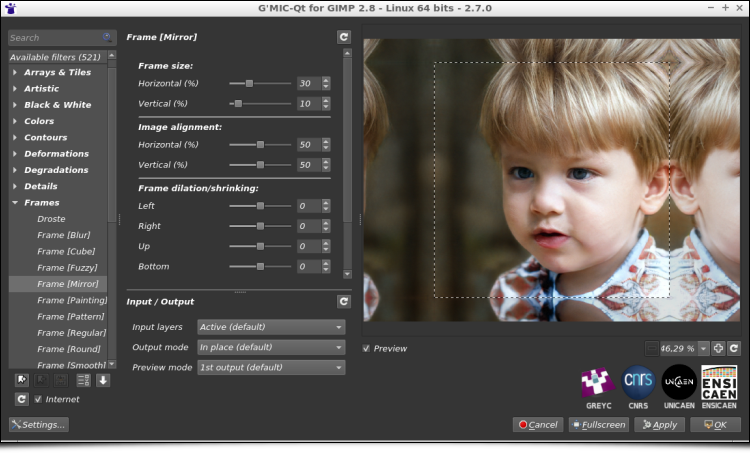 G'MIC-Qt for GIMP 2.8 - Linux 64 bits - 2.7.0
Search
Available filters (521)
Arrays & Tiles
Artistic
Black & White
Colors
Contours
Deformations
Degradations
Details
Frames
Droste
Frame [Blur]
Frame [Cube]
Frame [Fuzzy]
Frame [Mirror]
Frame [Painting]
Frame [Pattern]
Frame [Regular]
Frame [Round]
Frame [Smooth]
Internet
Settings...
Frame [Mirror]
Frame size:
Horizontal (%) 30
Vertical (%) 10
Image alignment:
Horizontal (%) 50
Vertical (%) 50
Frame dilation/shrinking:
Left 0
Right 0
Up 0
Bottom 0
Input / Output
Input layers Active (default)
Output mode In place (default)
Preview mode 1st output (default)
Preview
46,29 %
cnrs
UNICAEN
ENSI
CAEN
GREYC CNRS UNICAEN ENSICAEN
Cancel Fullscreen Apply OK